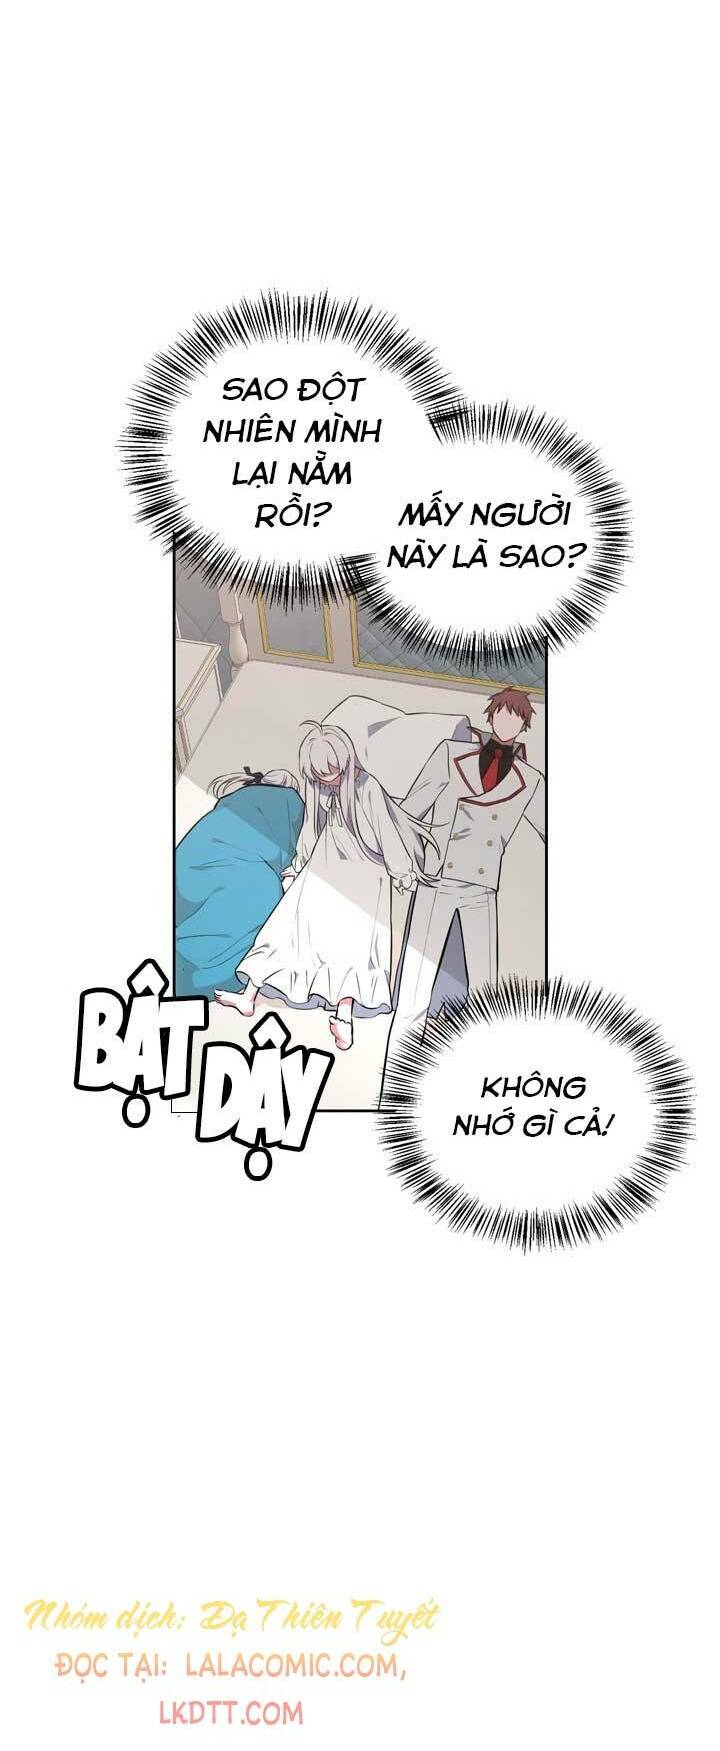 SAO ĐỘT
NHIÊN MÌNH
LẠI NẰM
RỒI?
MẤY NGƯỜI
NÀY LÀ SAO?
BẬT
DẬY
KHÔNG
NHỚ GÌ CẢ!
Nhóm dịch: Dạ Thiên Tuyết
ĐỌC TẠI: LALACOMIC.COM,
LKDTT.COM